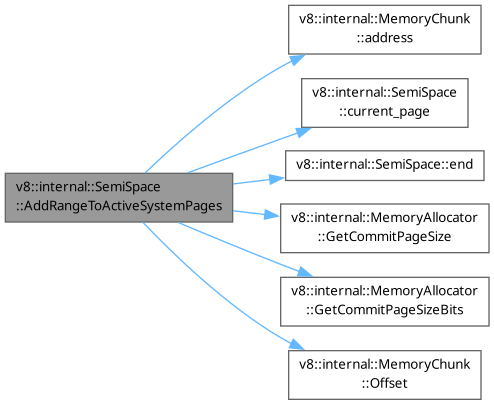 v8::internal::MemoryChunk
::address
v8::internal::SemiSpace
::current_page
v8::internal::SemiSpace::end
v8::internal::SemiSpace
::AddRangeToActiveSystemPages
v8::internal::MemoryAllocator
::GetCommitPageSize
v8::internal::MemoryAllocator
::GetCommitPageSizeBits
v8::internal::MemoryChunk
::Offset